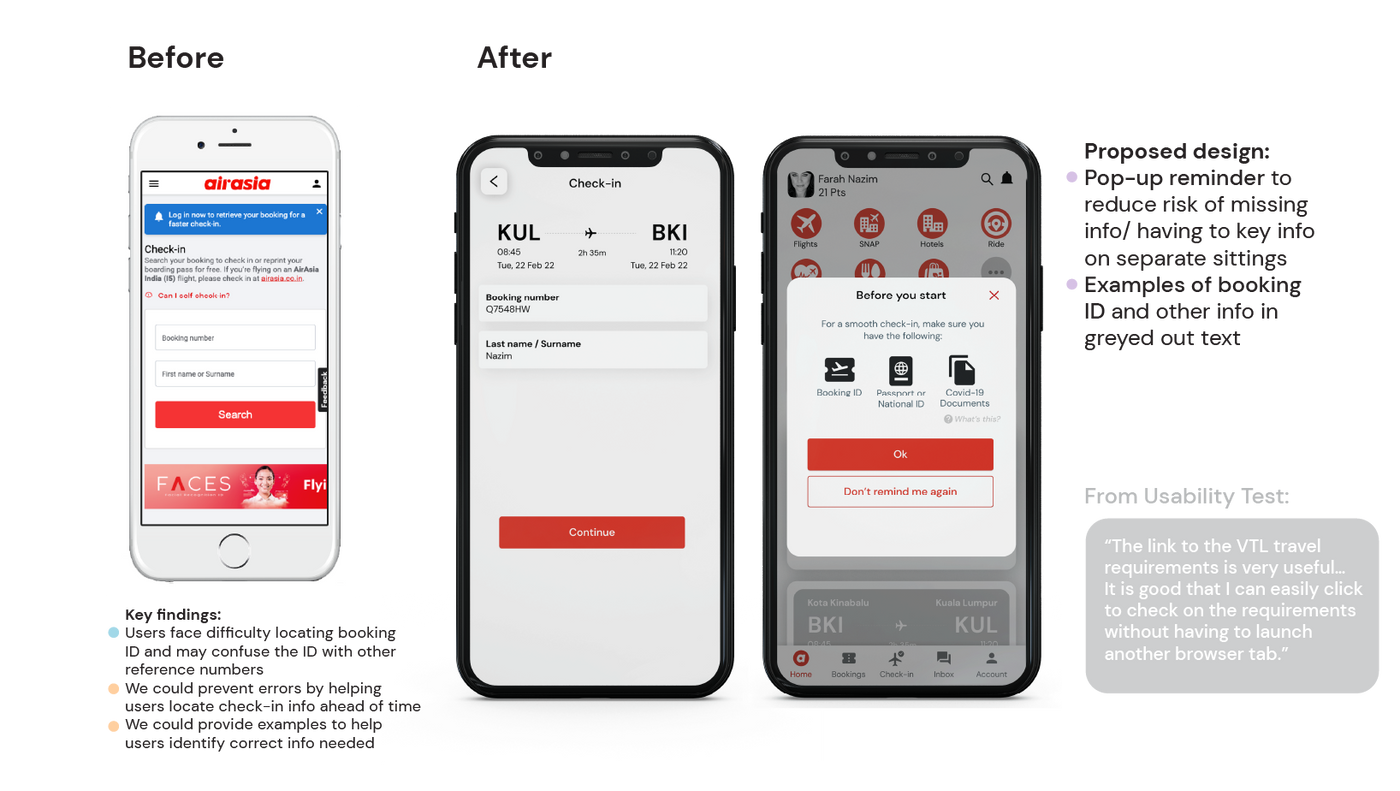 Before
After
airasia
Log in now to retrieve your booking for a
faster check-in.
Check-in
Search your booking to check in or reprint your
boarding pass for free. If you're flying on an AirAsia
India (I5) flight, please check in at airasia.co.in.
Can I self check in?
Booking number
First name or Surname
Search
Feedback
FACES
Flyi
Key findings:
Users face difficulty locating booking
ID and may confuse the ID with other
reference numbers
We could prevent errors by helping
users locate check-in info ahead of time
We could provide examples to help
users identify correct info needed
Check-in
KUL BKI
08:45 2h 35m 11:20
Tue, 22 Feb 22 Tue, 22 Feb 22
Booking number
Q7548HW
Last name / Surname
Nazim
Continue
Farah Nazim
21 Pts
Flights SNAP Hotels Ride
Before you start
For a smooth check-in, make sure you
have the following:
Booking ID Passport or Covid-19
National ID Documents
What's this?
Ok
Don't remind me again
Kota Kinabalu Kuala Lumpur
BKI KUL
Home Bookings Check-in Inbox Account
Proposed design:
Pop-up reminder to
reduce risk of missing
info/ having to key info
on separate sittings
Examples of booking
ID and other info in
greyed out text
From Usability Test:
“The link to the VTL travel
requirements is very useful...
It is good that I can easily click
to check on the requirements
without having to launch
another browser tab.”